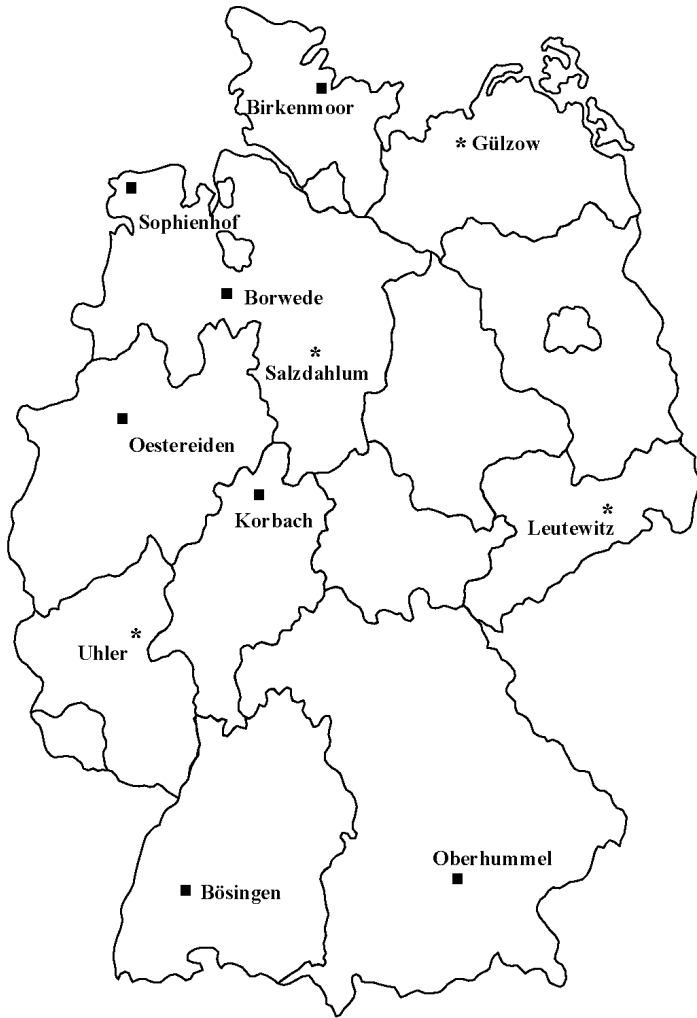 Birkenmoor
* Gülzow
Sophienhof
Borwede
*
Salzdahlum
Oestereiden
Korbach
*
Leutewitz
*
Uhler
Oberhummel
Bösingen